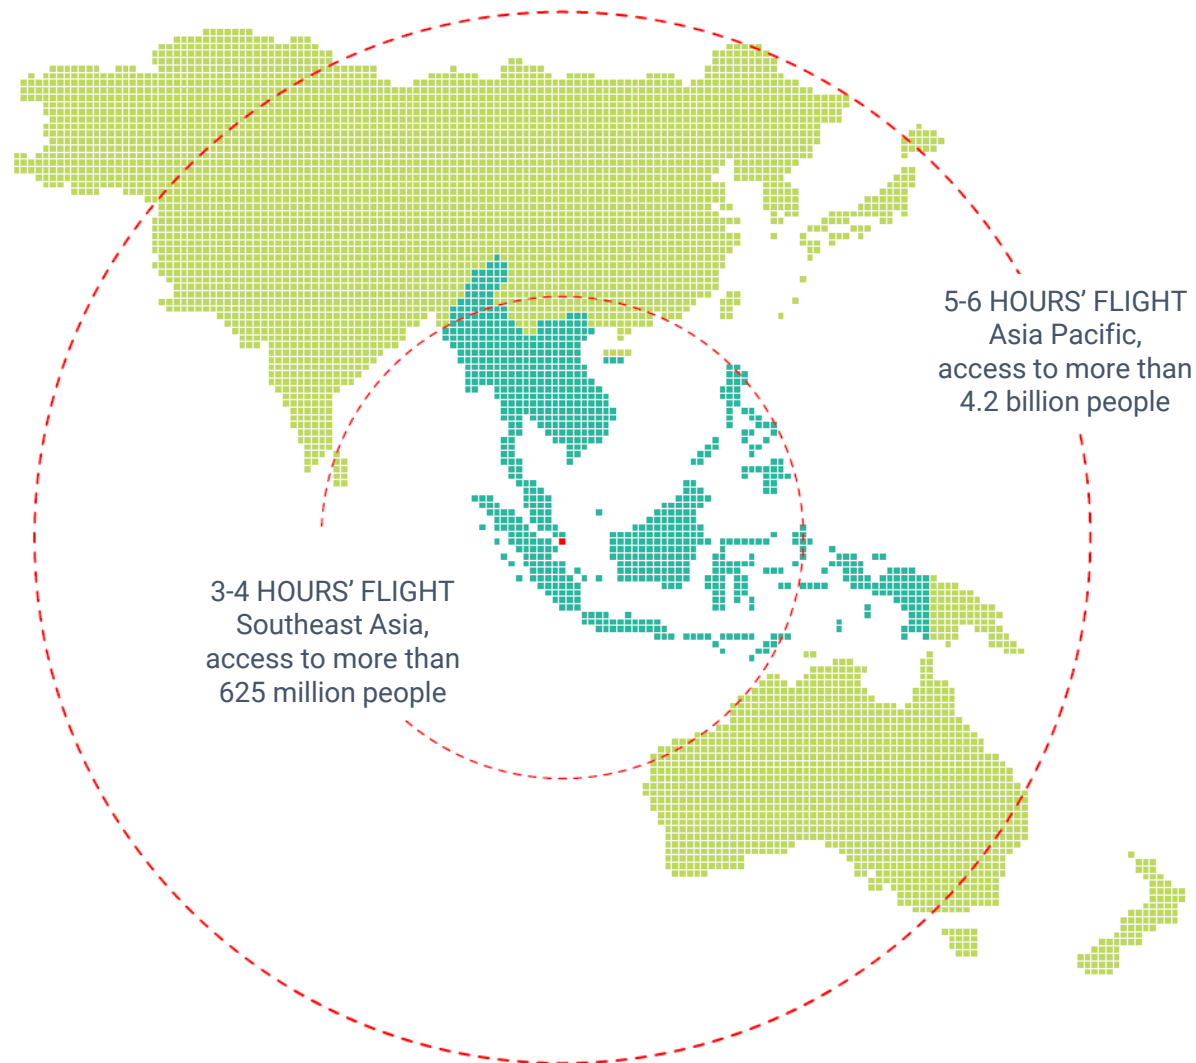 5-6 HOURS’ FLIGHT
Asia Pacific,
access to more than
4.2 billion people
3-4 HOURS’ FLIGHT
Southeast Asia,
access to more than
625 million people